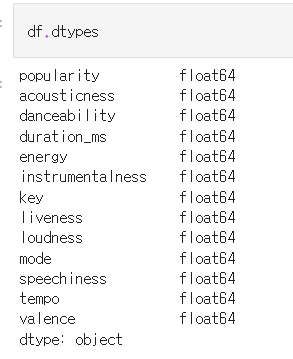 df.dtypes
popularity float64
acousticness float64
danceability float64
duration_ms float64
energy float64
instrumentalness float64
key float64
liveness float64
loudness float64
mode float64
speechiness float64
tempo float64
valence float64
dtype: object